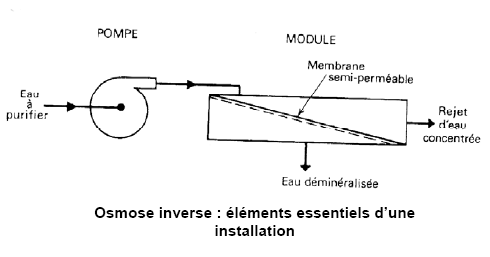 POMPE
MODULE
Membrane
semi-perméable
Eau
à
purifier
Rejet
d'eau
concentrée
Eau déminéralisée
Osmose inverse : éléments essentiels d'une
installation